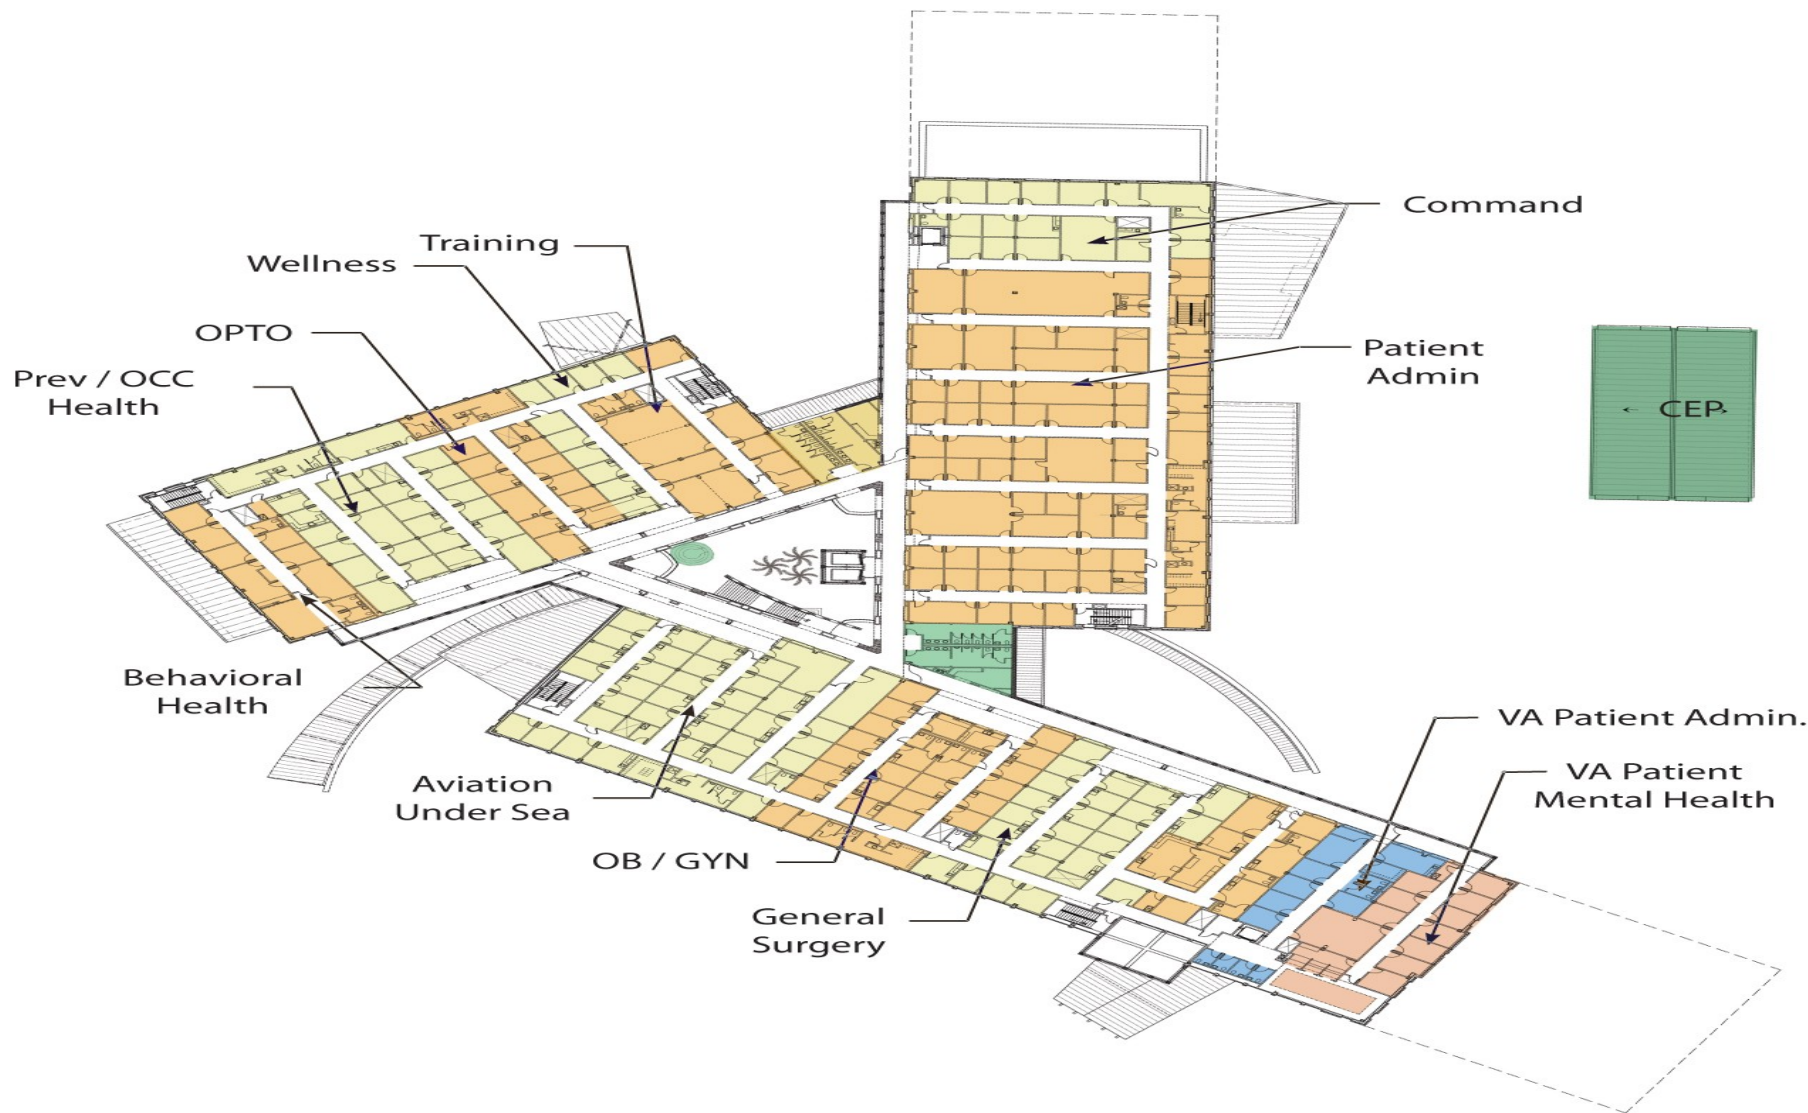 Command
Training
Wellness
OPTO
Patient
Admin
Prev / OCC
Health
CEP
Behavioral
Health
VA Patient Admin.
VA Patient
Mental Health
Aviation
Under Sea
OB / GYN
General
Surgery